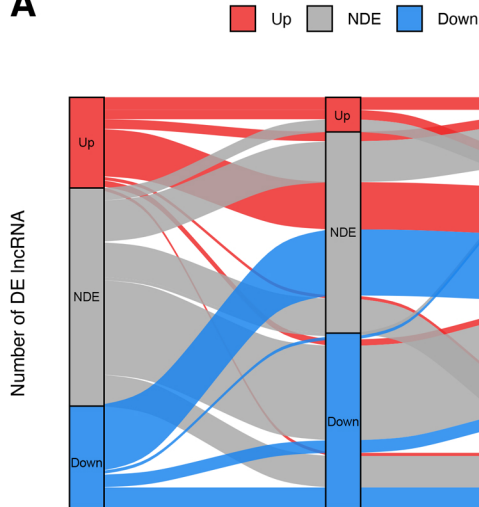 A
Up NDE Down
Number of DE lncRNA
Up
NDE
Down
Up
NDE
Down